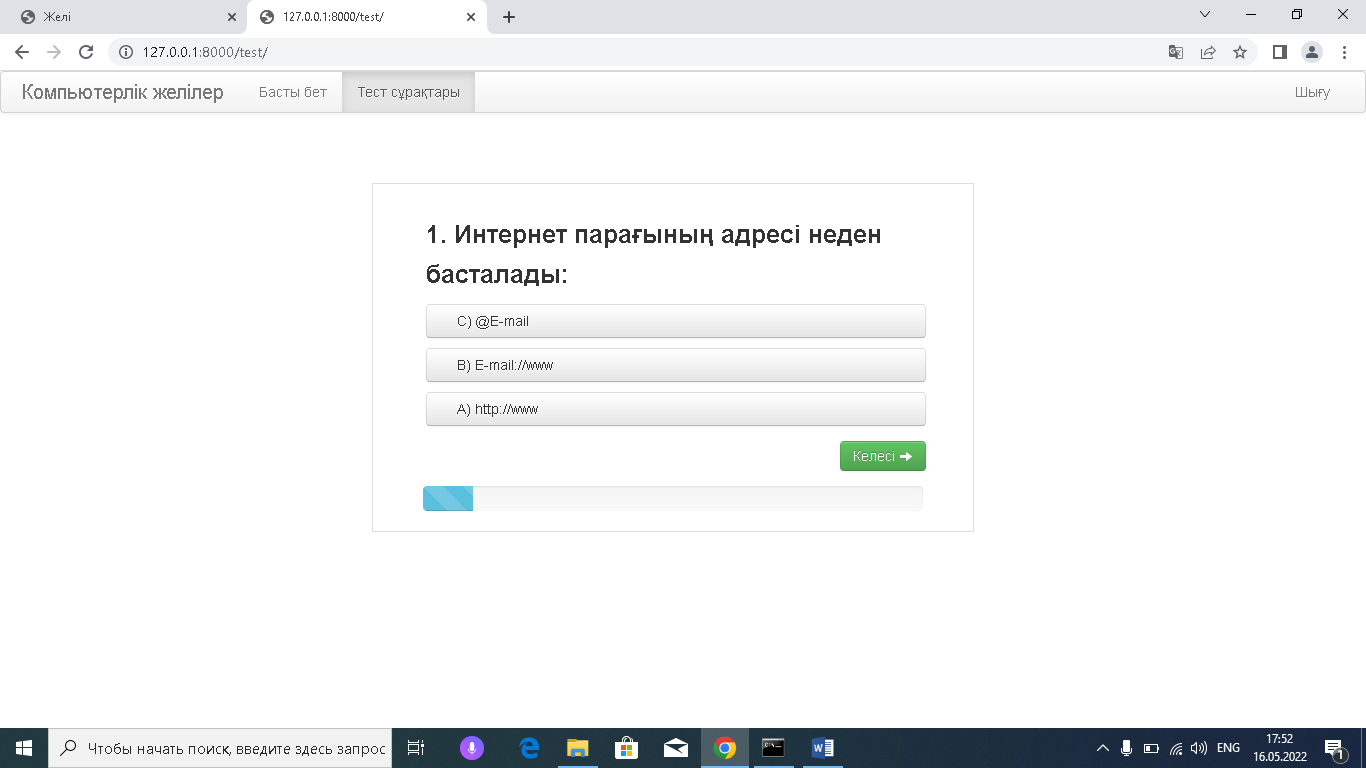 Желі
127.0.0.1:8000/test/
127.0.0.1:8000/test/
Компьютерлік желілер
Басты бет
Тест сұрақтары
Шығу
1. Интернет парағының адресі неден
басталады:
C) @E-mail
B) E-mail://www
A) http://www
Келесі
Чтобы начать поиск, введите здесь запрос
ENG
17:52
16.05.2022
1